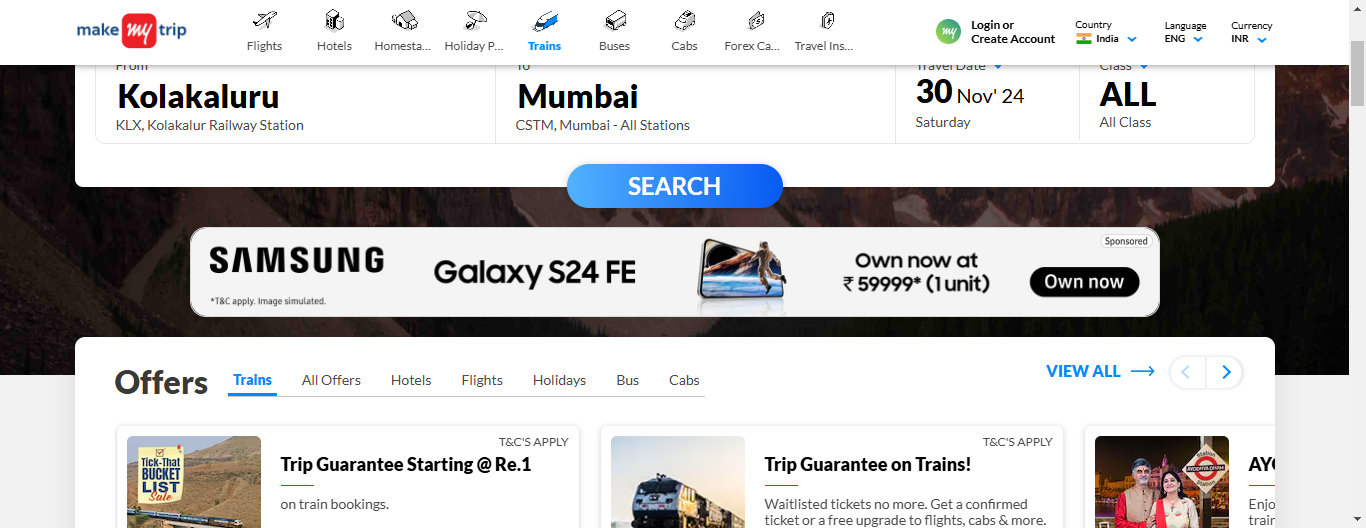 make my trip
Flights
Hotels
Homesta...
Holiday P...
Trains
Buses
Cabs
Forex Ca...
Travel Ins...
my
Login or
Create Account
Country
India
Language
ENG
Currency
INR
From
Kolakaluru
KLX, Kolakalur Railway Station
To
Mumbai
CSTM, Mumbai - All Stations
Travel Date
30 Nov' 24
Saturday
Class
ALL
All Class
SEARCH
SAMSUNG
*T&C apply. Image simulated.
Galaxy S24 FE
Own now at
₹ 59999* (1 unit)
Sponsored
Own now
Offers
Trains
All Offers
Hotels
Flights
Holidays
Bus
Cabs
VIEW ALL
TICK-THAT
BUCKET
LIST
Sale
T&C'S APPLY
Trip Guarantee Starting @ Re.1
on train bookings.
T&C'S APPLY
Trip Guarantee on Trains!
Waitlisted tickets no more. Get a confirmed
ticket or a free upgrade to flights, cabs & more.
Station
AYODHYA DHAM
Station
AYO
Enjo
train